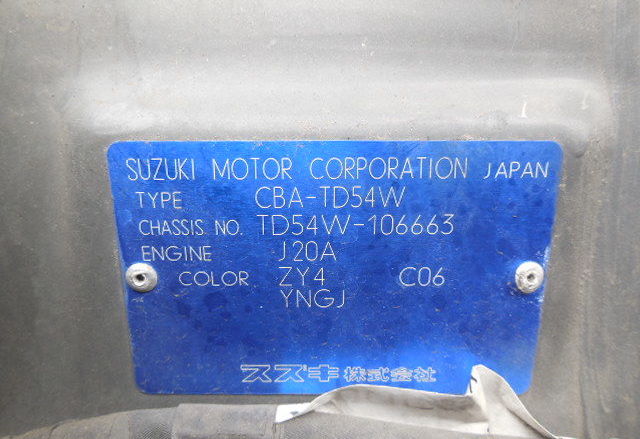 SUZUKI MOTOR CORPORATION JAPAN
TYPE CBA-TD54W
CHASSIS NO. TD54W-106663
ENGINE J20A
COLOR ZY4 C06
YNGJ
スズキ株式会社